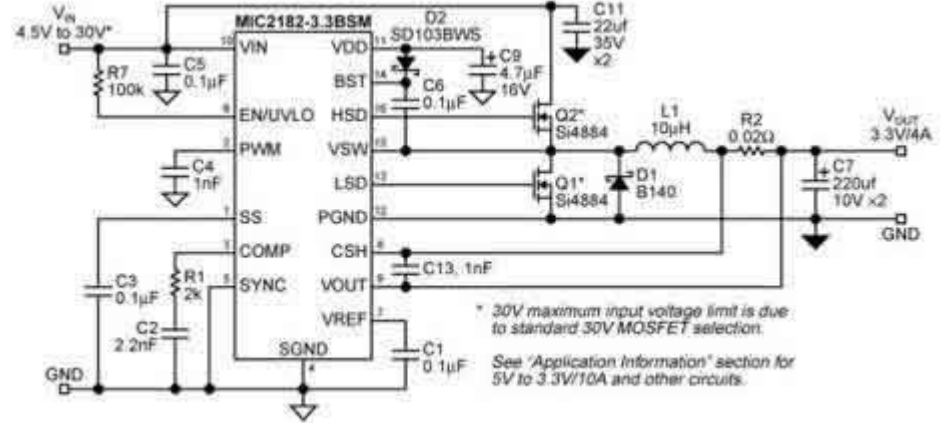 VIN
4.5V to 30V*
MIC2182-3.3BSM
D2
SD103BWS
C11
22uf
35V
x2
10
VIN
VDD
11
C5
0.1µF
R7
100k
BST
14
C9
4.7µF
16V
C6
0.1µF
6
EN/UVLO
HSD
16
Q2*
Si4884
L1
10µH
R2
0.02Ω
VOUT
3.3V/4A
2
PWM
VSW
15
C4
1nF
LSD
13
Q1*
Si4884
D1
B140
C7
220uf
10V x2
1
SS
PGND
12
GND
3
COMP
CSH
8
C13, 1nF
C3
0.1µF
R1
2k
5
SYNC
VOUT
9
C2
2.2nF
VREF
7
* 30V maximum input voltage limit is due
to standard 30V MOSFET selection.
SGND
4
C1
0.1µF
See "Application Information" section for
5V to 3.3V/10A and other circuits.
GND